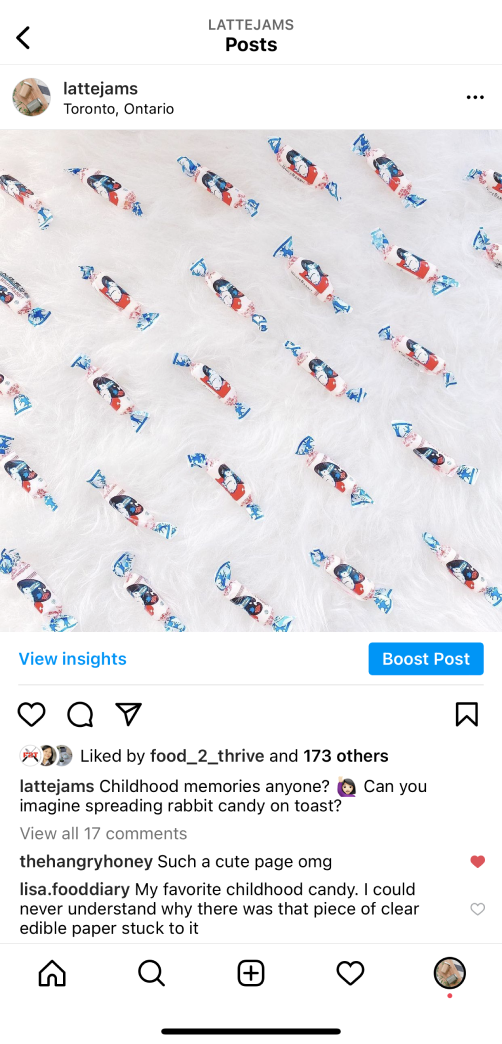 LATTEJAMS
Posts
lattejams
Toronto, Ontario
View insights
Boost Post
Liked by food_2_thrive and 173 others
lattejams Childhood memories anyone? 🙋🏻‍♀️ Can you
imagine spreading rabbit candy on toast?
View all 17 comments
thehangryhoney Such a cute page omg
lisa.fooddiary My favorite childhood candy. I could
never understand why there was that piece of clear
edible paper stuck to it